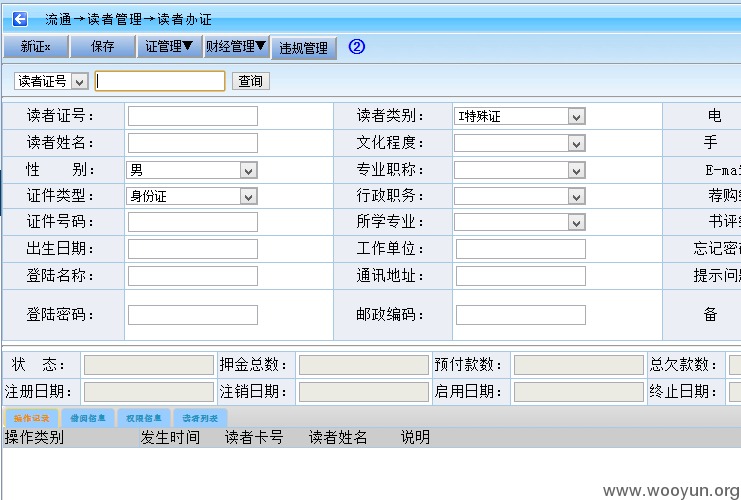 流通→读者管理→读者办证
新证x 保存 证管理▼ 财经管理▼ 违规管理 ②
读者证号 查询
读者证号： 读者类别： I特殊证 电
读者姓名： 文化程度： 手
性 别： 男 专业职称： E-mai
证件类型： 身份证 行政职务： 荐购
证件号码： 所学专业： 书评
出生日期： 工作单位： 忘记密
登陆名称： 通讯地址： 提示问
登陆密码： 邮政编码： 备
状 态： 押金总数： 预付款数： 总欠款数：
注册日期： 注销日期： 启用日期： 终止日期：
操作记录 借阅信息 权限信息 读者列表
操作类别 发生时间 读者卡号 读者姓名 说明
www.wooyun.org